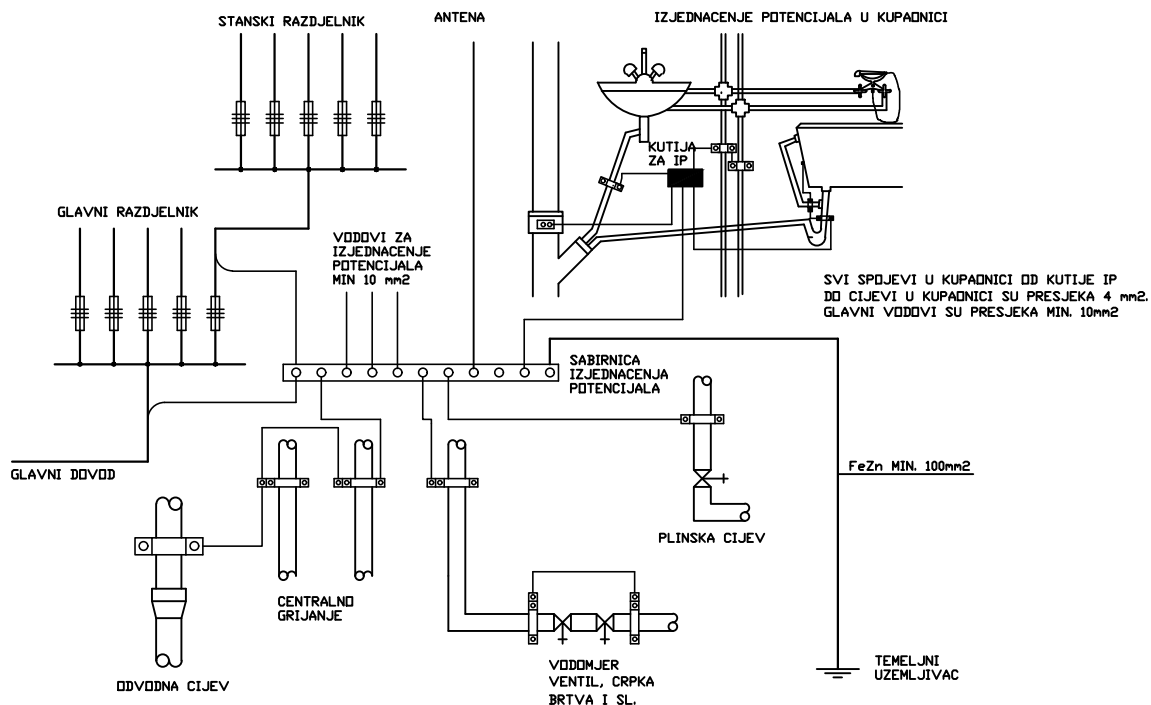 STANSKI RAZDJELNIK
ANTENA
IZJEDNACENJE POTENCIJALA U KUPAONICI
KUTIJA
ZA IP
GLAVNI RAZDJELNIK
VODOVI ZA
IZJEDNACENJE
POTENCIJALA
MIN 10 mm2
SVI SPOJEVI U KUPAONICI OD KUTIJE IP
DO CIJEVI U KUPAONICI SU PRESJEKA 4 mm2.
GLAVNI VODOVI SU PRESJEKA MIN. 10mm2
SABIRNICA
IZJEDNACENJA
POTENCIJALA
GLAVNI DOVOD
FeZn MIN. 100mm2
PLINSKA CIJEV
CENTRALNO
GRIJANJE
VODOMJER
VENTIL, CRPKA
BRTVA I SL.
TEMELJNI
UZEMLJIVAC
ODVODNA CIJEV